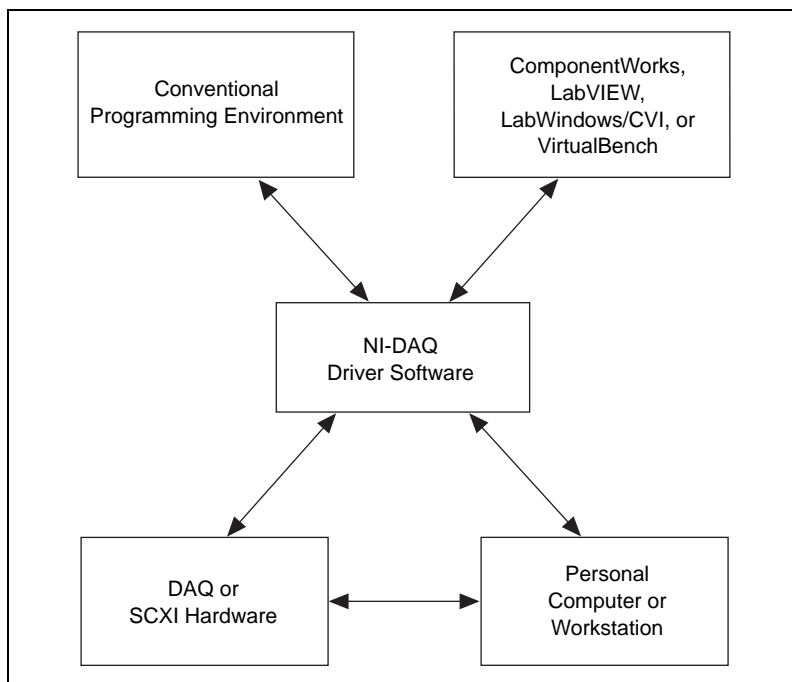 Conventional
Programming Environment
ComponentWorks,
LabVIEW,
LabWindows/CVI, or
VirtualBench
NI-DAQ
Driver Software
DAQ or
SCXI Hardware
Personal
Computer or
Workstation